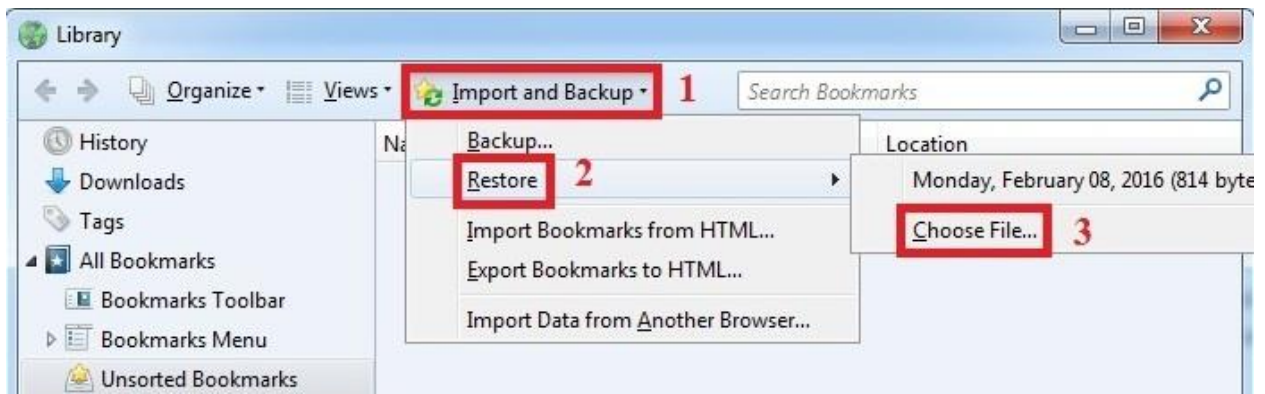 Library
Organize Views Import and Backup 1 Search Bookmarks
History
Downloads
Tags
All Bookmarks
Bookmarks Toolbar
Bookmarks Menu
Unsorted Bookmarks
Na
Location
Backup...
Restore 2
Import Bookmarks from HTML...
Export Bookmarks to HTML...
Import Data from Another Browser...
Monday, February 08, 2016 (814 byte
Choose File... 3